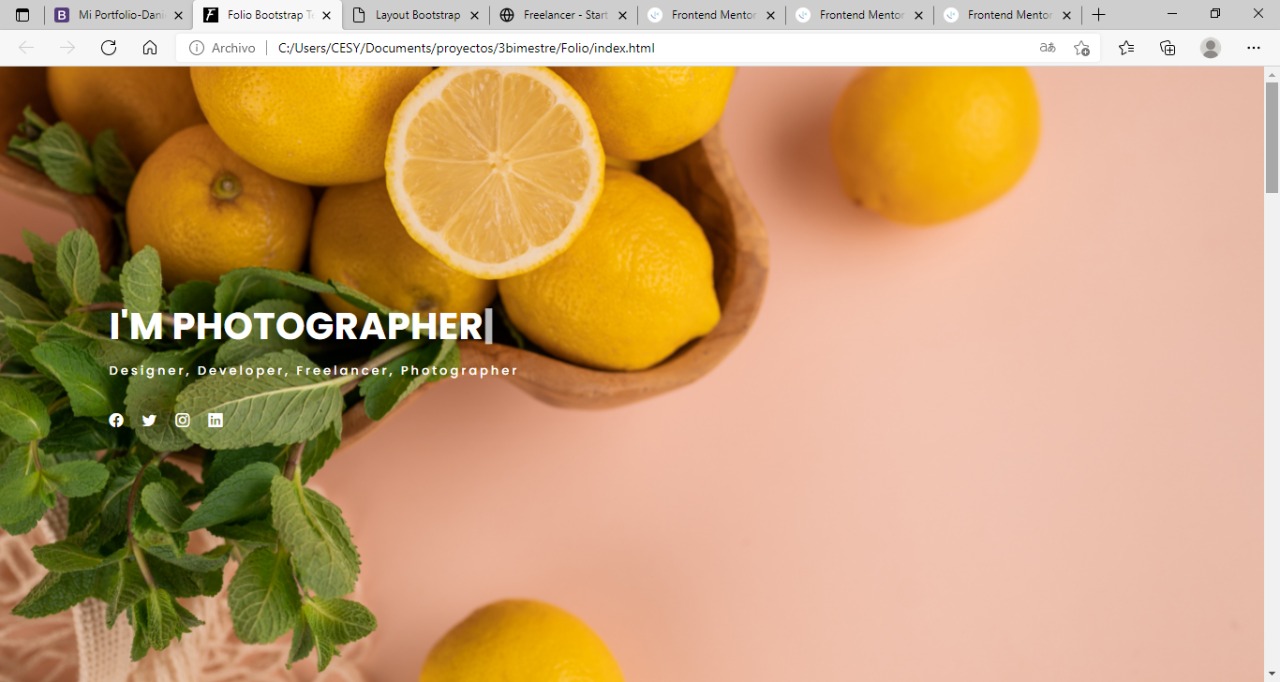 Mi Portfolio-Dani
Folio Bootstrap Te
Layout Bootstrap
Freelancer - Start
Frontend Mentor
Frontend Mentor
Frontend Mentor
Archivo
C:/Users/CESY/Documents/proyectos/3bimestre/Folio/index.html
I'M PHOTOGRAPHER
Designer, Developer, Freelancer, Photographer